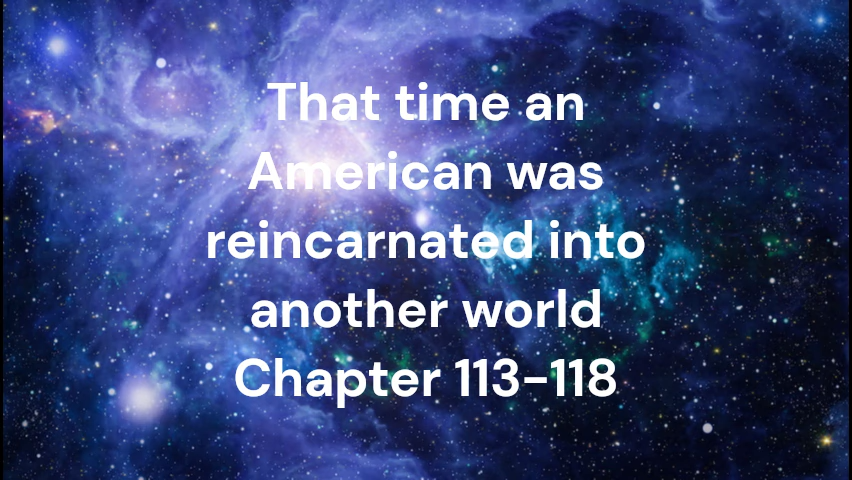 That time an
American was
reincarnated into
another world
Chapter 113-118